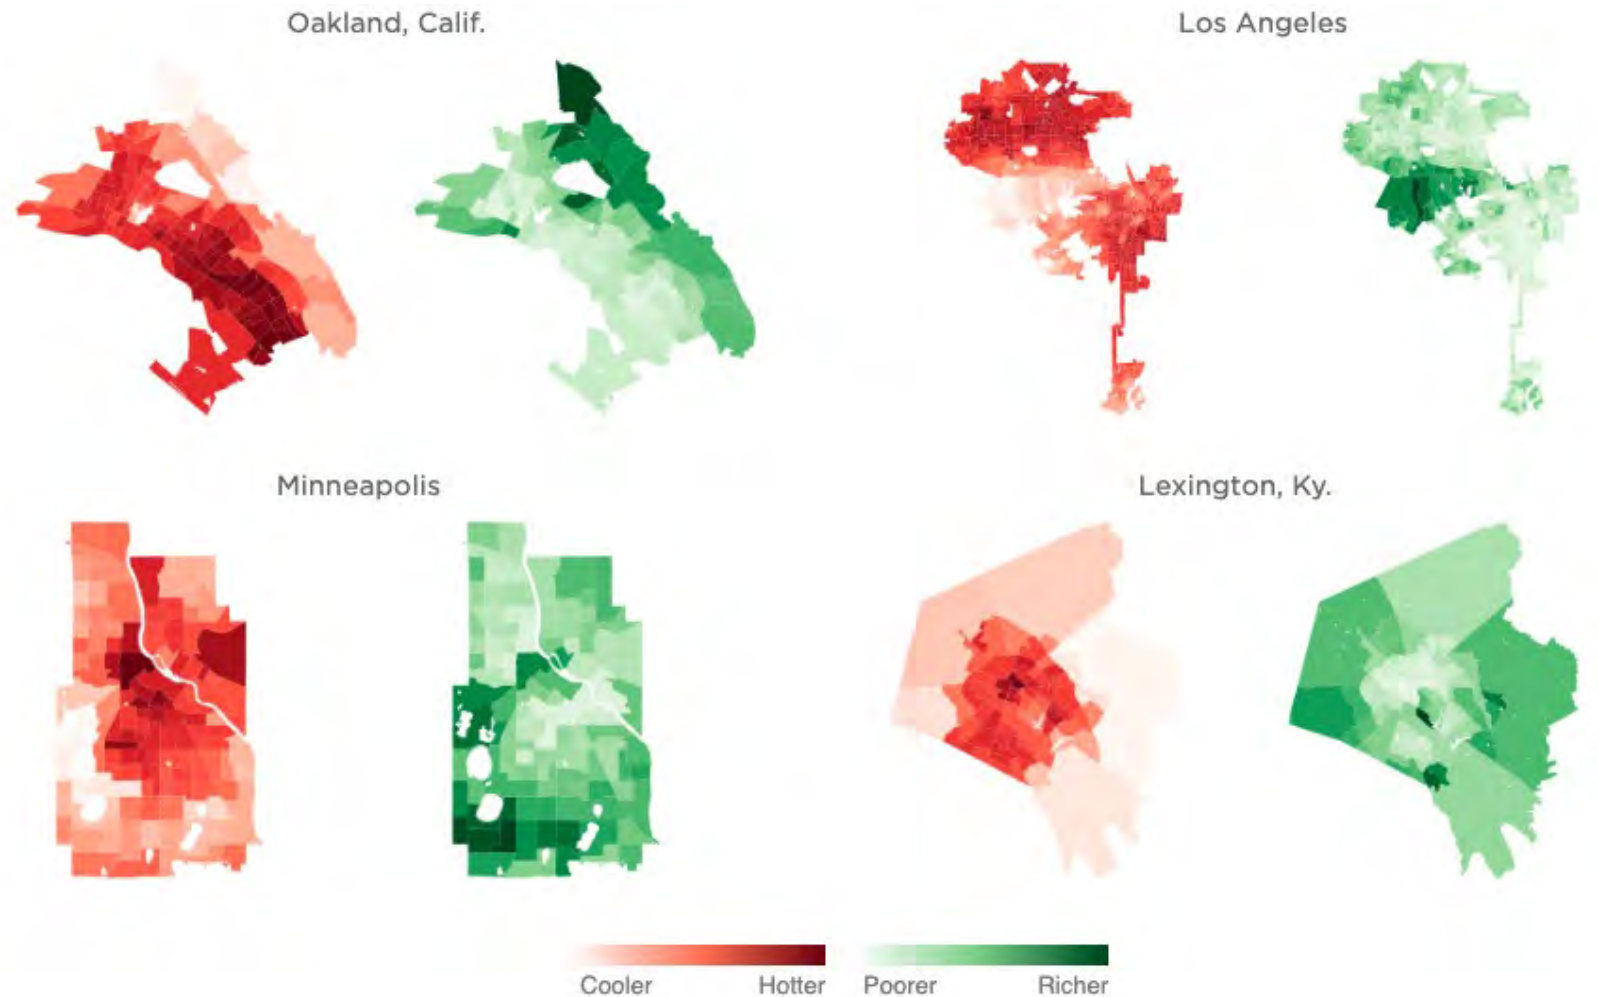 Oakland, Calif.
Los Angeles
Minneapolis
Lexington, Ky.
Cooler
Hotter
Poorer
Richer